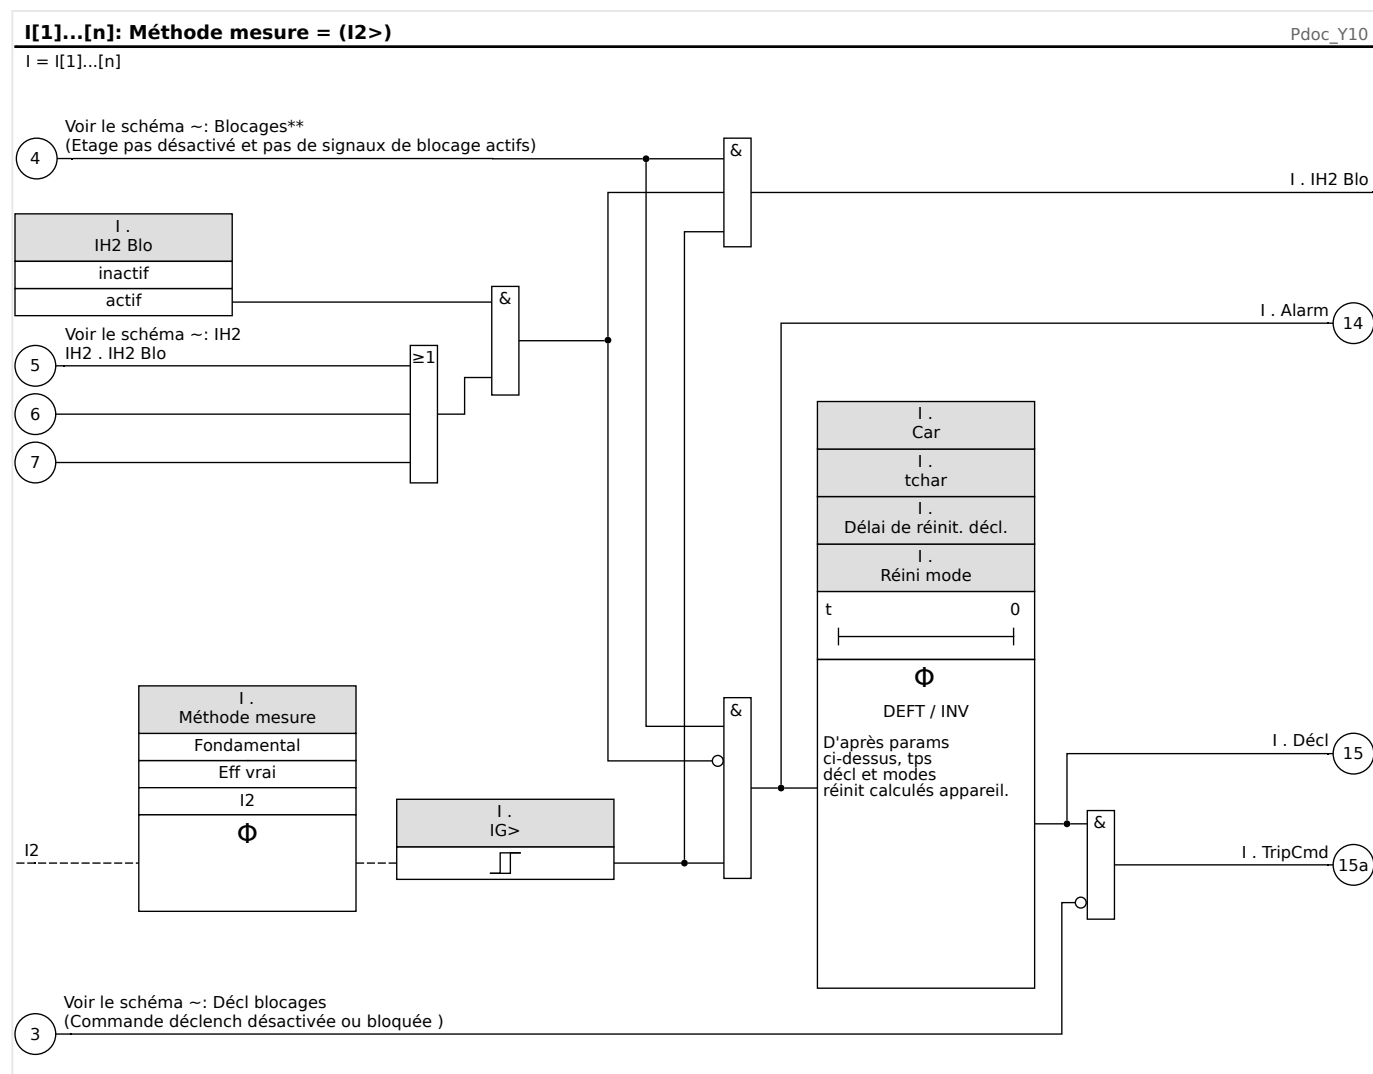 I[1]...[n]: Méthode mesure = (I2>)
Pdoc_Y10
I = I[1]...[n]
Voir le schéma ~: Blocages**
(Etage pas désactivé et pas de signaux de blocage actifs)
4
&
I . IH2 Blo
I .
IH2 Blo
inactif
actif
&
I . Alarm
14
Voir le schéma ~: IH2
IH2 . IH2 Blo
5
≥1
6
7
I .
Car
I .
tchar
I .
Délai de réinit. décl.
I .
Réini mode
t
0
Φ
DEFT / INV
D'après params
ci-dessus, tps
décl et modes
réinit calculés appareil.
I .
Méthode mesure
Fondamental
Eff vrai
I2
Φ
I2
I .
IG>
&
I . Décl
15
&
I . TripCmd
15a
Voir le schéma ~: Décl blocages
(Commande déclench désactivée ou bloquée )
3